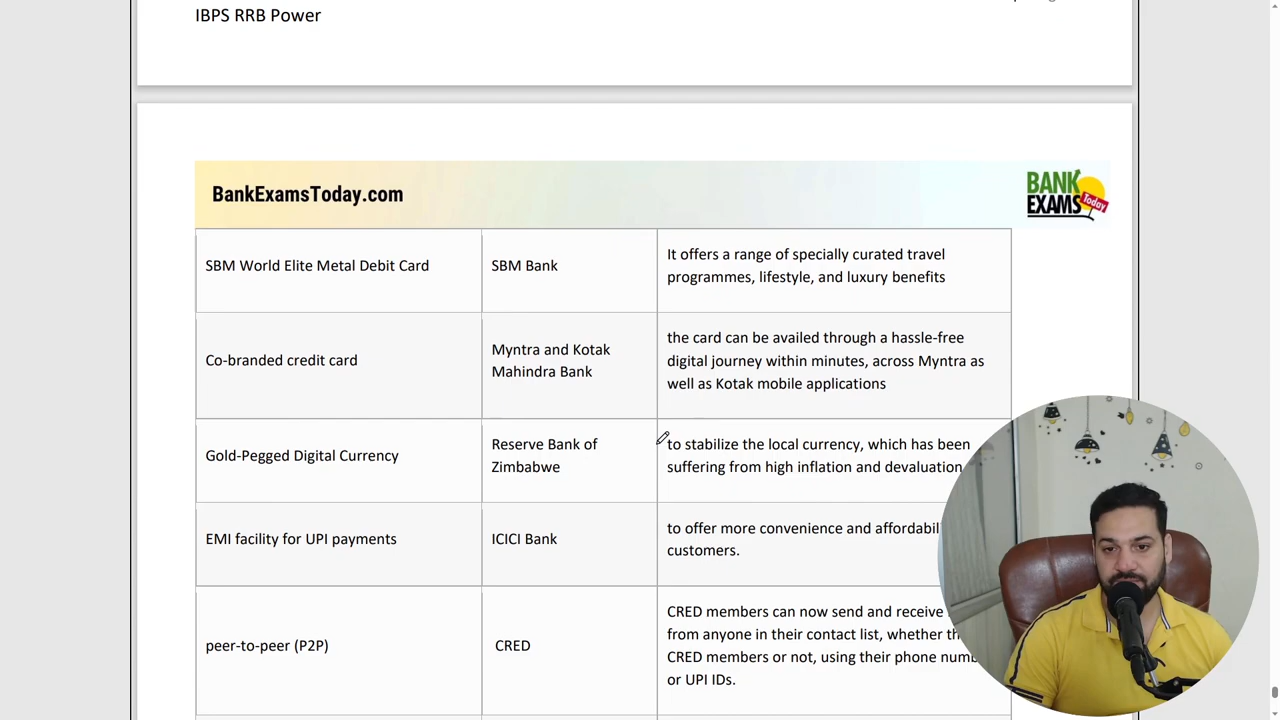 IBPS RRB Power
BankExamsToday.com
BANK
EXAMS
Today
SBM World Elite Metal Debit Card
SBM Bank
It offers a range of specially curated travel
programmes, lifestyle, and luxury benefits
Co-branded credit card
Myntra and Kotak
Mahindra Bank
the card can be availed through a hassle-free
digital journey within minutes, across Myntra as
well as Kotak mobile applications
Gold-Pegged Digital Currency
Reserve Bank of
Zimbabwe
to stabilize the local currency, which has been
suffering from high inflation and devaluation
EMI facility for UPI payments
ICICI Bank
to offer more convenience and
customers.
peer-to-peer (P2P)
CRED
CRED members can now send and receive
from anyone in their contact list, whether
CRED members or not, using their phone
or UPI IDs.